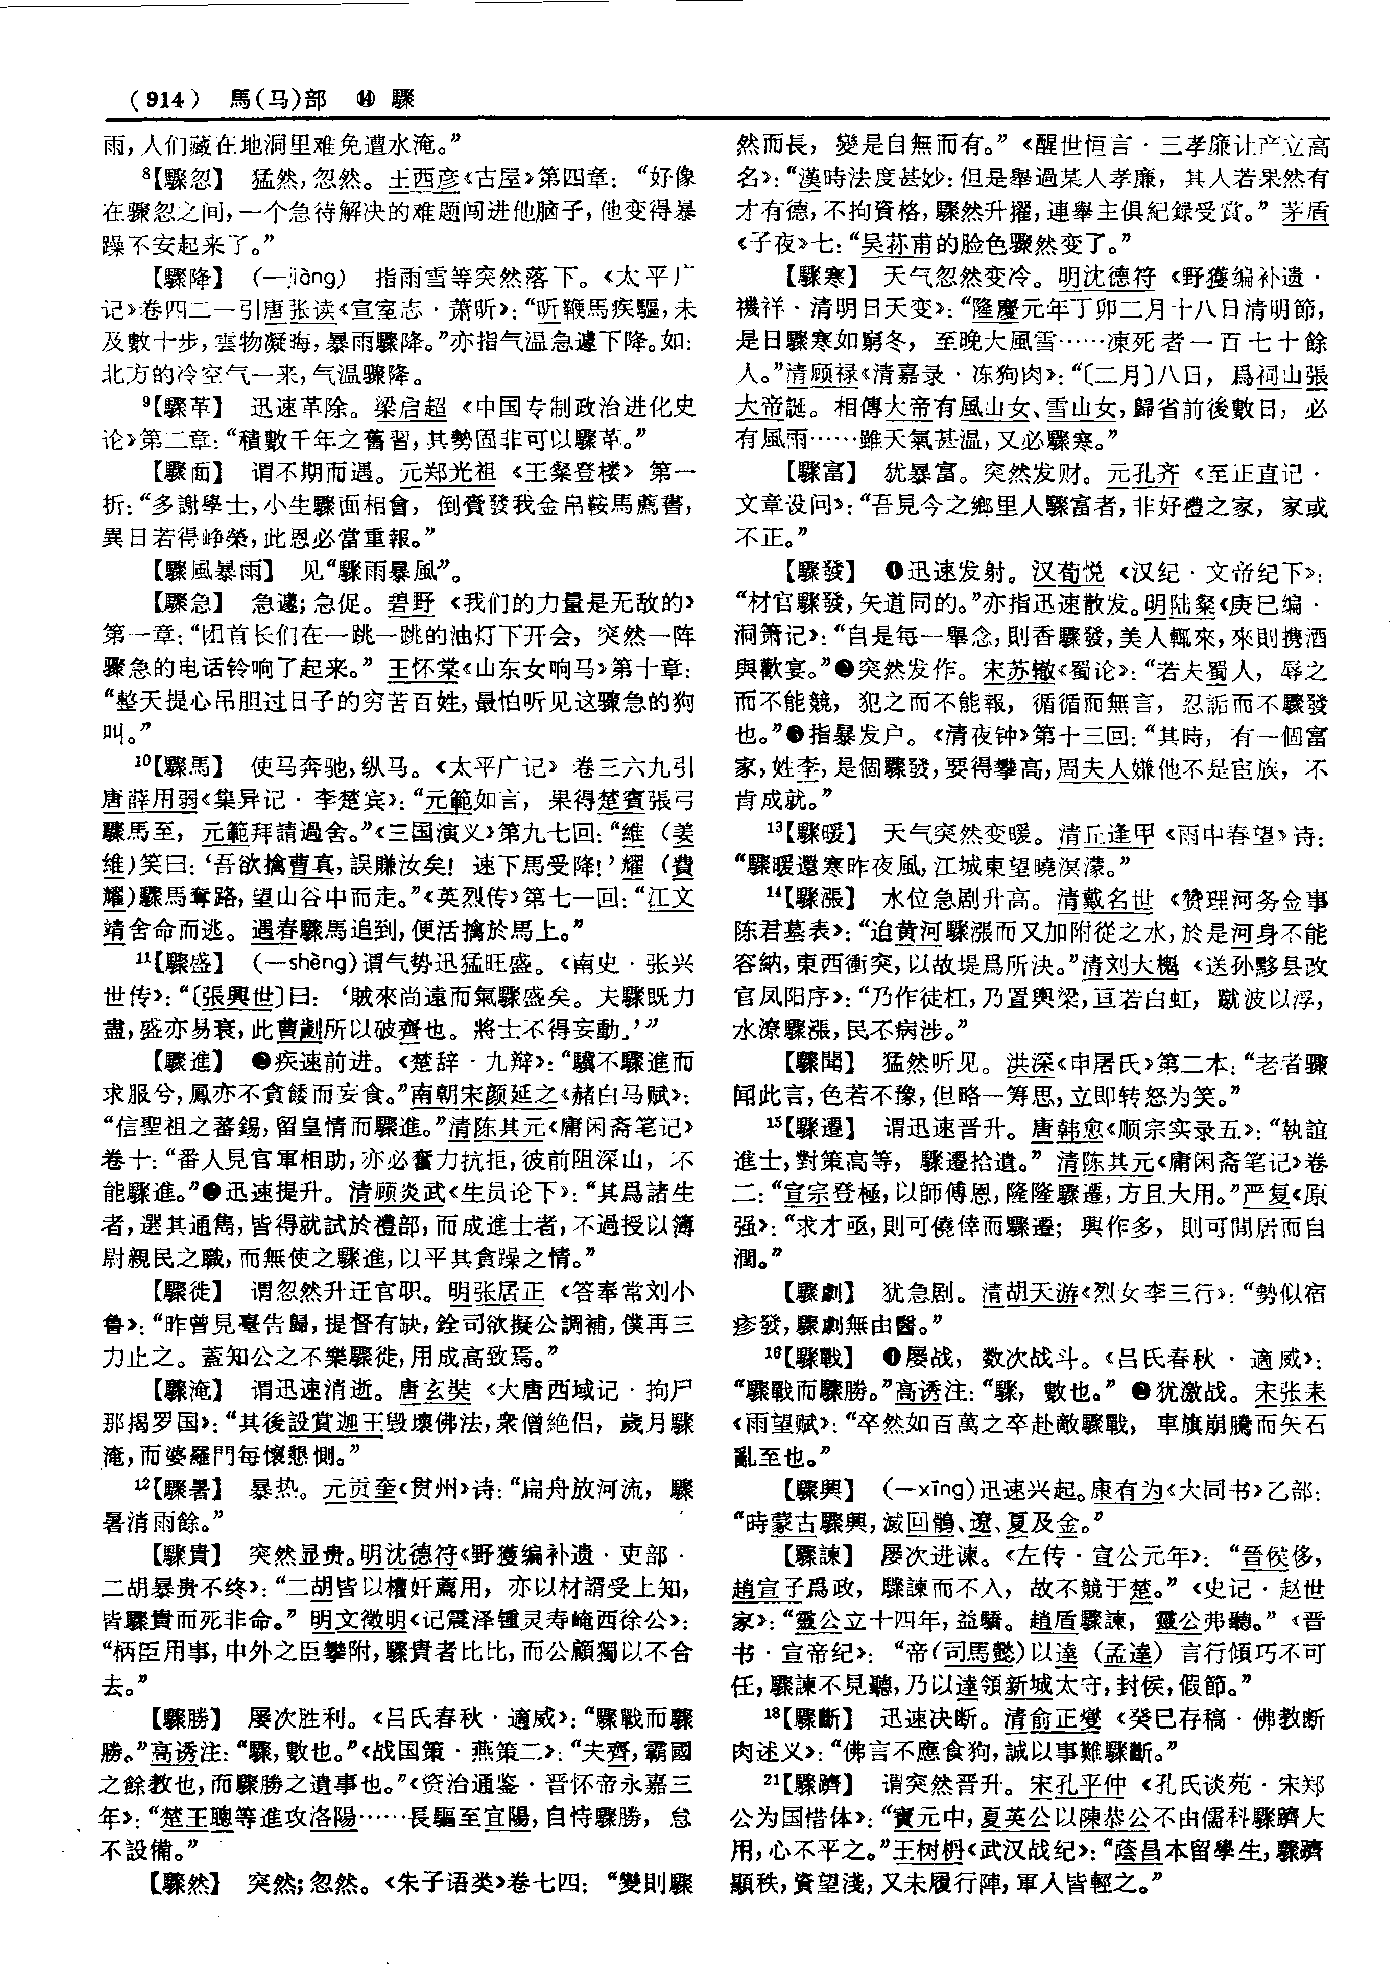 （914） 馬(马)部 ⑭ 驟
雨，人们藏在地洞里难免遭水淹。”
8【驟忽】 猛然，忽然。王西彦《古屋》第四章：“好像
在骤忽之间，一个急待解决的难题闯进他脑子，他变得暴
躁不安起来了。”
【驟降】 (—jiàng) 指雨雪等突然落下。《太平广
记》卷四二一引唐张读《宣室志·萧昕》：“昕鞭馬疾驅，未
及數十步，雲物凝晦，暴雨驟降。”亦指气温急遽下降。如：
北方的冷空气一来，气温骤降。
9【驟革】 迅速革除。梁启超《中国专制政治进化史
论》第二章：“積數千年之舊習，其勢固非可以驟革。”
【驟面】 谓不期而遇。元郑光祖《王粲登楼》第一
折：“多謝學士，小生驟面相會，倒賫發我金帛鞍馬薦書，
異日若得崢嶸，此恩必當重報。”
【驟風暴雨】 见“驟雨暴風”。
【驟急】 急遽；急促。碧野《我们的力量是无敌的》
第一章：“团首长们在一跳一跳的油灯下开会，突然一阵
骤急的电话铃响了起来。”王怀棠《山东女响马》第十章：
“整天提心吊胆过日子的穷苦百姓，最怕听见这骤急的狗
叫。”
10【驟馬】 使马奔驰，纵马。《太平广记》卷三六九引
唐薛用弱《集异记·李楚宾》：“元範如言，果得楚賓張弓
驟馬至，元範拜請過舍。”《三国演义》第九七回：“維（姜
維）笑曰：‘吾欲擒曹真，誤賺汝矣！速下馬受降！’耀（費
耀）驟馬奪路，望山谷中而走。”《英烈传》第七一回：“江文
靖舍命而逃。遇春驟馬追到，便活擒於馬上。”
11【驟盛】 (—shèng)谓气势迅猛旺盛。《南史·张兴
世传》：“〔張興世〕曰：‘賊來尚遠而氣驟盛矣。夫驟既力
盡，盛亦易衰，此曹劌所以破齊也。將士不得妄動。’”
【驟進】 ❶疾速前进。《楚辞·九辩》：“驥不驟進而
求服兮，鳳亦不貪餧而妄食。”南朝宋颜延之《赭白马赋》：
“信聖祖之蕃錫，留皇情而驟進。”清陈其元《庸闲斋笔记》
卷十：“番人見官軍相助，亦必奮力抗拒，彼前阻深山，不
能驟進。”❷迅速提升。清顾炎武《生员论下》：“其爲諸生
者，選其通雋，皆得就試於禮部，而成進士者，不過授以簿
尉親民之職，而無使之驟進，以平其貪躁之情。”
【驟徙】 谓忽然升迁官职。明张居正《答奉常刘小
鲁》：“昨曾見臺告歸，提督有缺，銓司欲擬公調補，僕再三
力止之。蓋知公之不樂驟徙，用成高致焉。”
【驟淹】 谓迅速消逝。唐玄奘《大唐西域记·拘尸
那揭罗国》：“其後設賞迦王毀壞佛法，衆僧絶侣，歲月驟
淹，而婆羅門每懷懇惻。”
12【驟暑】 暴热。元贡奎《贯州》诗：“扁舟放河流，驟
暑消雨餘。”
【驟貴】 突然显贵。明沈德符《野獲编补遗·吏部·
二胡暴贵不终》：“二胡皆以權奸薦用，亦以材諝受上知，
皆驟貴而死非命。”明文徵明《记震泽锺灵寿崦西徐公》：
“柄臣用事，中外之臣攀附，驟貴者比比，而公顧獨以不合
去。”
【驟勝】 屡次胜利。《吕氏春秋·適威》：“驟戰而驟
勝。”高诱注：“驟，數也。”《战国策·燕策二》：“夫齊，霸國
之餘教也，而驟勝之遺事也。”《资治通鉴·晋怀帝永嘉三
年》：“楚王聰等進攻洛陽……長驅至宜陽，自恃驟勝，怠
不設備。”
【驟然】 突然；忽然。《朱子语类》卷七四：“變則驟
然而長，變是自無而有。”《醒世恒言·三孝廉让产立高
名》：“漢時法度甚妙：但是舉過某人孝廉，其人若果然有
才有德，不拘資格，驟然升擢，連舉主俱紀録受賞。”茅盾
《子夜》七：“吴荪甫的脸色骤然变了。”
【驟寒】 天气忽然变冷。明沈德符《野獲编补遗·
禨祥·清明日天变》：“隆慶元年丁卯二月十八日清明節，
是日驟寒如窮冬，至晚大風雪……凍死者一百七十餘
人。”清顾禄《清嘉录·冻狗肉》：“〔二月〕八日，爲祠山張
大帝誕。相傳大帝有風山女、雪山女，歸省前後數日，必
有風雨……雖天氣甚温，又必驟寒。”
【驟富】 犹暴富。突然发财。元孔齐《至正直记·
文章设问》：“吾見今之鄉里人驟富者，非好禮之家，家或
不正。”
【驟發】 ❶迅速发射。汉荀悦《汉纪·文帝纪下》：
“材官驟發，矢道同的。”亦指迅速散发。明陆粲《庚巳编·
洞箫记》：“自是每一舉念，則香驟發，美人輒來，來則携酒
與歡宴。”❷突然发作。宋苏辙《蜀论》：“若夫蜀人，辱之
而不能競，犯之而不能報，循循而無言，忍詬而不驟發
也。”❸指暴发户。《清夜钟》第十三回：“其時，有一個富
家，姓李，是個驟發，要得攀高，周夫人嫌他不是宦族，不
肯成就。”
13【驟暖】 天气突然变暖。清丘逢甲《雨中春望》诗：
“驟暖還寒昨夜風，江城東望曉溟濛。”
14【驟漲】 水位急剧升高。清戴名世《赞理河务佥事
陈君墓表》：“迨黄河驟漲而又加附從之水，於是河身不能
容納，東西衝突，以故堤爲所決。”清刘大櫆《送孙黟县改
官凤阳序》：“乃作徒杠，乃置輿梁，亘若白虹，蹴波以浮，
水潦驟漲，民不病涉。”
【驟聞】 猛然听见。洪深《申屠氏》第二本：“老者骤
闻此言，色若不豫，但略一筹思，立即转怒为笑。”
15【驟遷】 谓迅速晋升。唐韩愈《顺宗实录五》：“執誼
進士，對策高等，驟遷拾遺。”清陈其元《庸闲斋笔记》卷
二：“宣宗登極，以師傅恩，隆隆驟遷，方且大用。”严复《原
强》：“求才亟，則可僥倖而驟遷；興作多，則可閒居而自
潤。”
【驟劇】 犹急剧。清胡天游《烈女李三行》：“勢似宿
疹發，驟劇無由醫。”
16【驟戰】 ❶屡战，数次战斗。《吕氏春秋·適威》：
“驟戰而驟勝。”高诱注：“驟，數也。”❷犹激战。宋张耒
《雨望赋》：“卒然如百萬之卒赴敵驟戰，車旗崩騰而矢石
亂至也。”
【驟興】 (—xīng)迅速兴起。康有为《大同书》乙部：
“時蒙古驟興，滅回鶻、遼、夏及金。”
【驟諫】 屡次进谏。《左传·宣公元年》：“晉侯侈，
趙宣子爲政，驟諫而不入，故不競于楚。”《史记·赵世
家》：“靈公立十四年，益驕。趙盾驟諫，靈公弗聽。”《晋
书·宣帝纪》：“帝（司馬懿）以達（孟達）言行傾巧不可
任，驟諫不見聽，乃以達領新城太守，封侯，假節。”
18【驟斷】 迅速决断。清俞正燮《癸巳存稿·佛教断
肉述义》：“佛言不應食狗，誠以事難驟斷。”
21【驟躋】 谓突然晋升。宋孔平仲《孔氏谈苑·宋郑
公为国惜体》：“寶元中，夏英公以陳恭公不由儒科驟躋大
用，心不平之。”王树枬《武汉战纪》：“蔭昌本留學生，驟躋
顯秩，資望淺，又未履行陣，軍人皆輕之。”